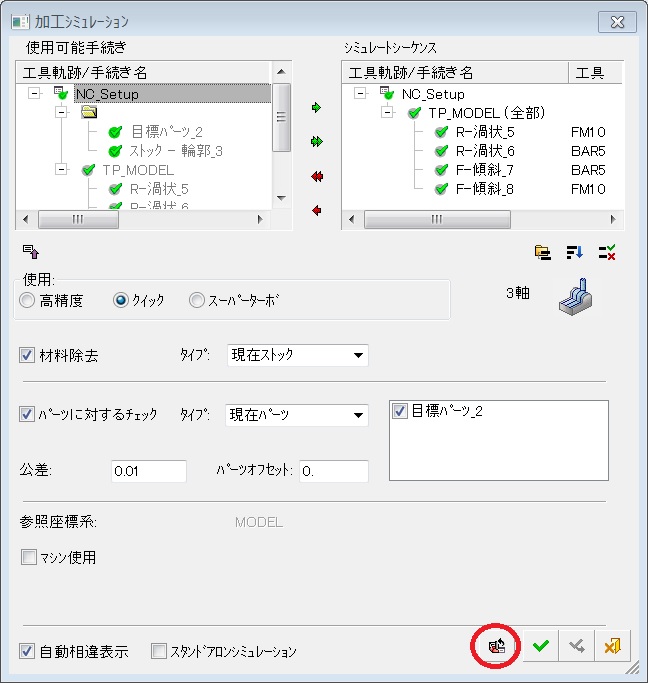 加工ｼﾐｭﾚｰｼｮﾝ
使用可能手続き
工具軌跡/手続き名
NC_Setup
目標ﾊﾟｰﾂ_2
ｽﾄｯｸ － 輪郭_3
TP_MODEL
R-渦状_5
R-渦状_6
ｼﾐｭﾚｰﾄｼｰｹﾝｽ
工具軌跡/手続き名 工具
NC_Setup
TP_MODEL (全部)
R-渦状_5 FM10
R-渦状_6 BAR5
F-傾斜_7 BAR5
F-傾斜_8 FM10
使用:
高精度 ｸｲｯｸ ｽｰﾊﾟｰﾀｰﾎﾞ
3軸
材料除去 ﾀｲﾌﾟ: 現在ｽﾄｯｸ
ﾊﾟｰﾂに対するﾁｪｯｸ ﾀｲﾌﾟ: 現在ﾊﾟｰﾂ
目標ﾊﾟｰﾂ_2
公差: 0.01 ﾊﾟｰﾂｵﾌｾｯﾄ: 0.
参照座標系: MODEL
ﾏｼﾝ使用
自動相違表示 ｽﾀﾝﾄﾞｱﾛﾝｼﾐｭﾚｰｼｮﾝ